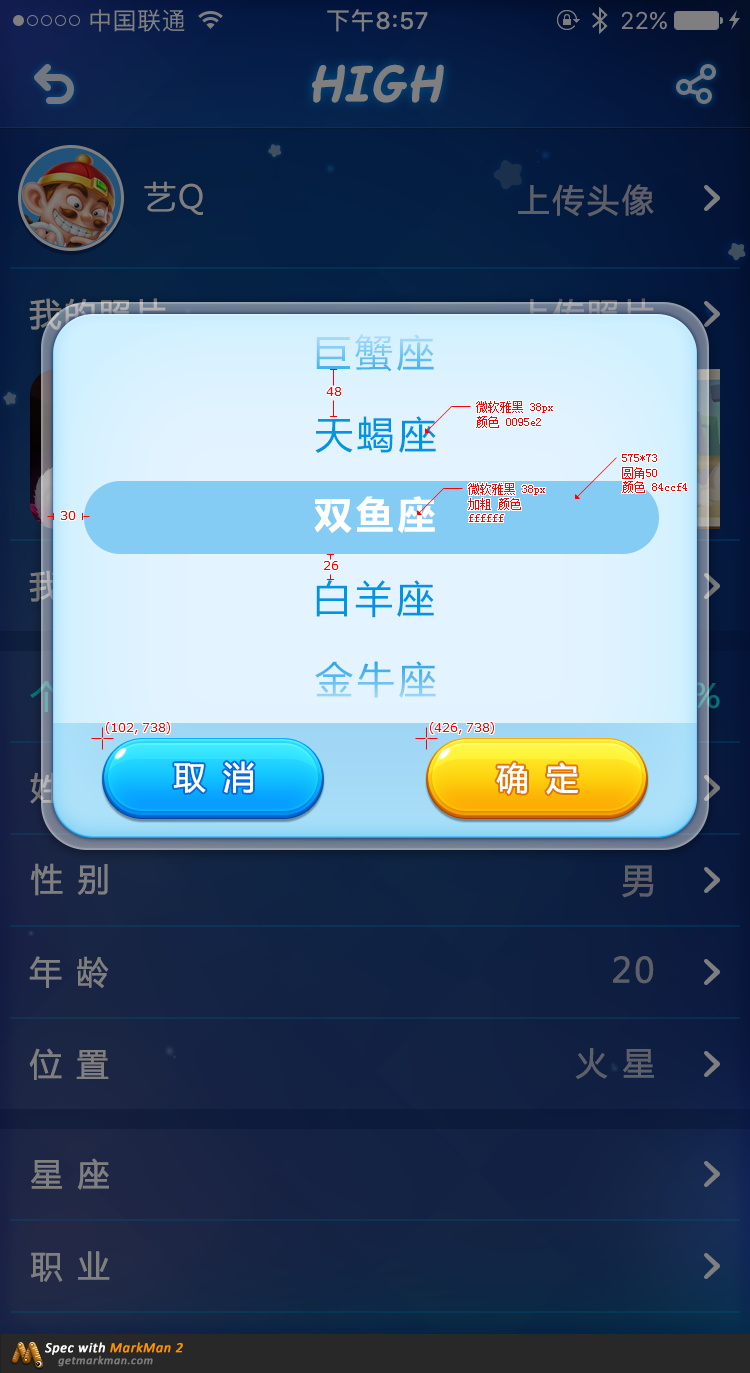 中国联通 下午8:57 22%
HIGH
艺Q 上传头像
我的照片 上传照片
巨蟹座
48
天蝎座
微软雅黑 38px
颜色 0095e2
575*73
圆角50
颜色 84ccf4
30
双鱼座
微软雅黑 38px
加粗 颜色
ffffff
26
白羊座
我
金牛座
个 %
(102, 738) (426, 738)
取 消 确 定
姓
性 别 男
年 龄 20
位 置 火 星
星 座
职 业
Spec with MarkMan 2
getmarkman.com